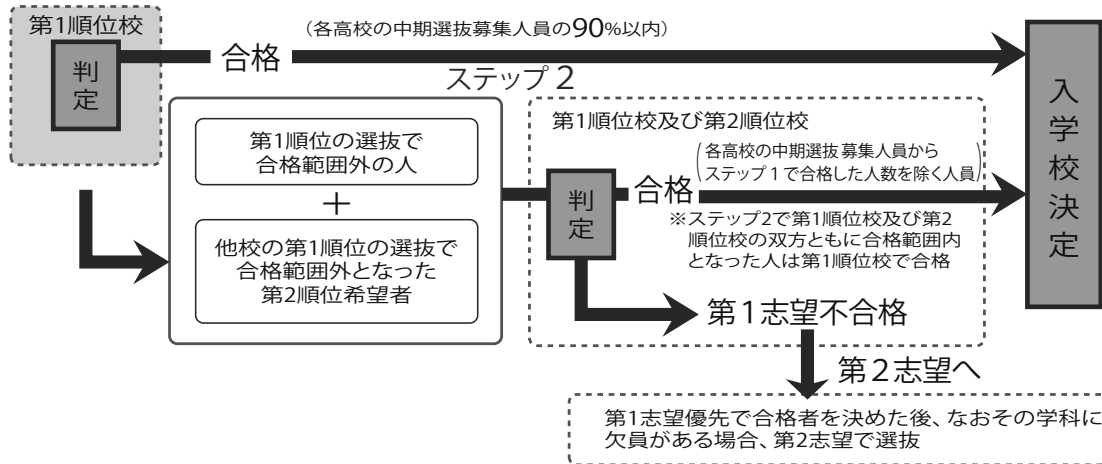 第1順位校
判定
合格
（各高校の中期選抜募集人員の90%以内）
ステップ 2
第1順位の選抜で
合格範囲外の人
＋
他校の第1順位の選抜で
合格範囲外となった
第2順位希望者
第1順位校及び第2順位校
判定
合格
（各高校の中期選抜募集人員から
ステップ1で合格した人数を除く人員）
※ステップ2で第1順位校及び第2
順位校の双方ともに合格範囲内
となった人は第1順位校で合格
第1志望不合格
第2志望へ
第1志望優先で合格者を決めた後、なおその学科に
欠員がある場合、第2志望で選抜
入学校決定